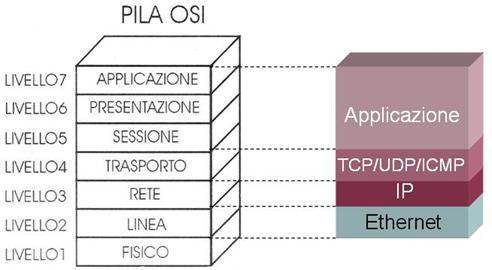 PILA OSI
LIVELLO7 APPLICAZIONE
LIVELLO6 PRESENTAZIONE
LIVELLO5 SESSIONE
LIVELLO4 TRASPORTO
LIVELLO3 RETE
LIVELLO2 LINEA
LIVELLO1 FISICO
Applicazione
TCP/UDP/ICMP
IP
Ethernet